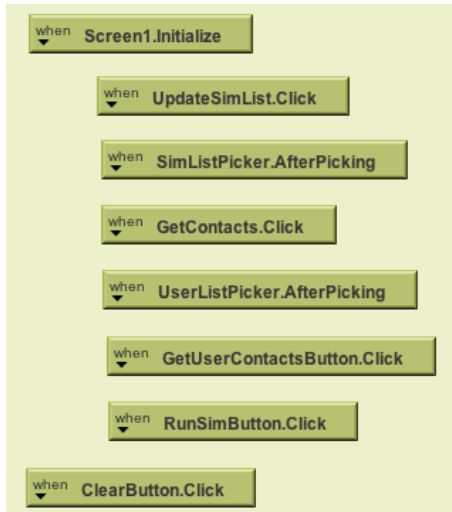 when Screen1.Initialize
when UpdateSimList.Click
when SimListPicker.AfterPicking
when GetContacts.Click
when UserListPicker.AfterPicking
when GetUserContactsButton.Click
when RunSimButton.Click
when ClearButton.Click